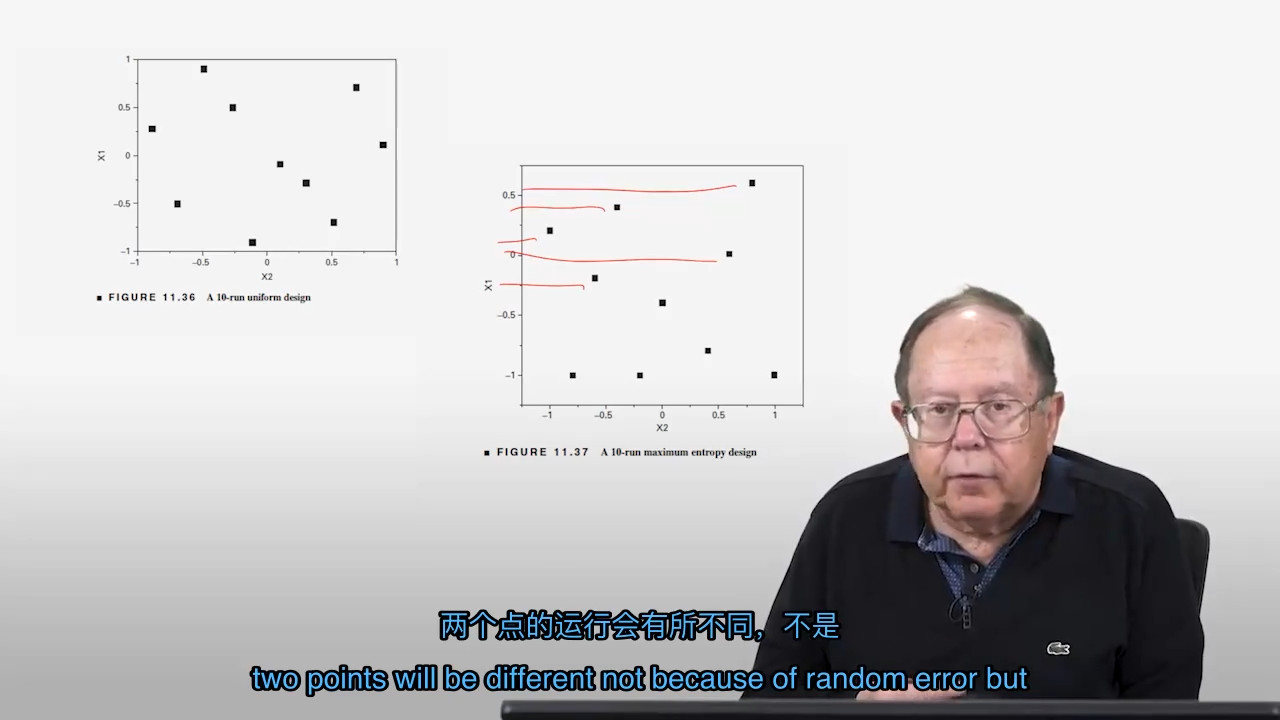 1
0.5
0
−0.5
−1
X1
−1
−0.5
0
0.5
1
X2
■ FIGURE 11.36 A 10-run uniform design
0.5
0
−0.5
−1
X1
−1
−0.5
0
0.5
1
X2
■ FIGURE 11.37 A 10-run maximum entropy design
两个点的运行会有所不同，不是
two points will be different not because of random error but